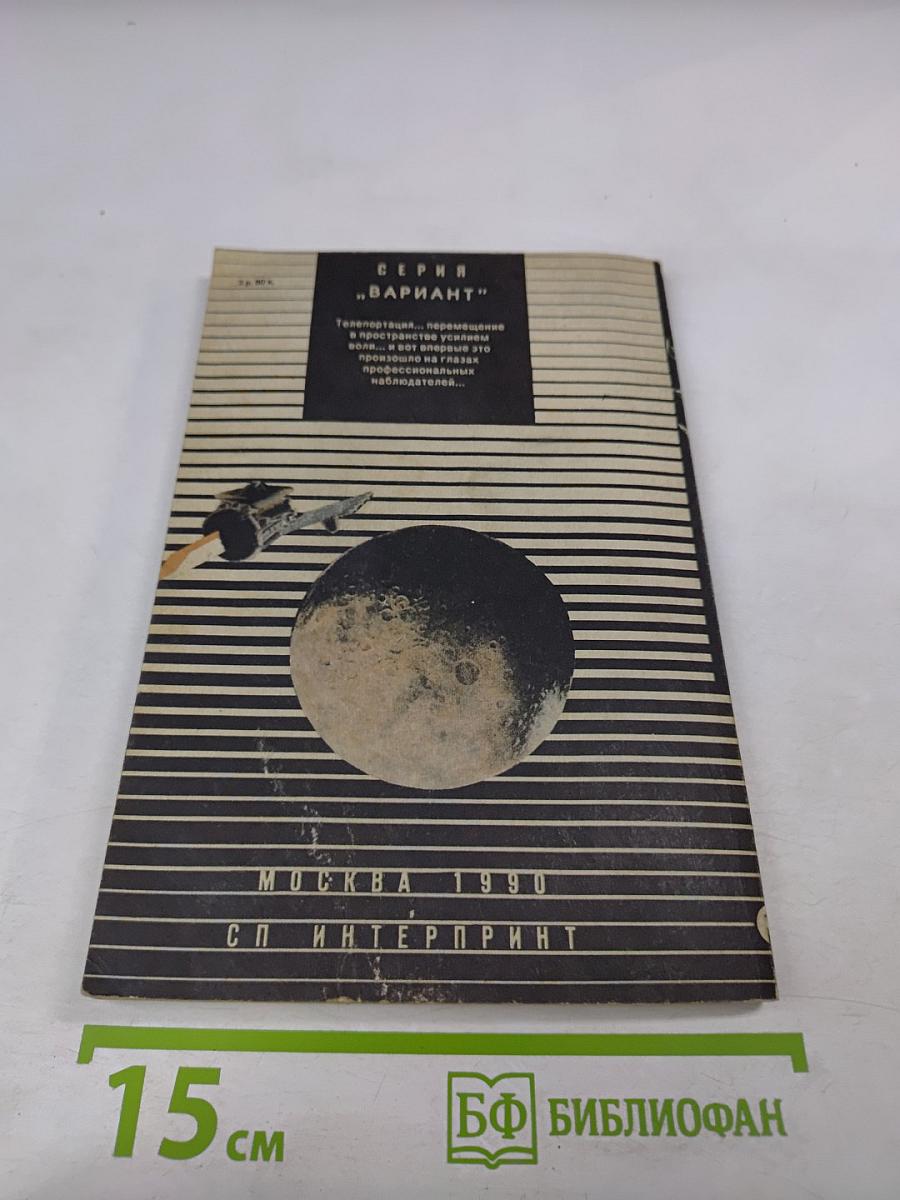 СЕРИЯ
„ВАРИАНТ"
3 р. 80 к.
Телепортация... перемещение
в пространстве усилием
воли... и вот впервые это
произошло на глазах
профессиональных
наблюдателей...
МОСКВА 1990
СП ИНТЕРПРИНТ
15 см
БФ БИБЛИОФАН